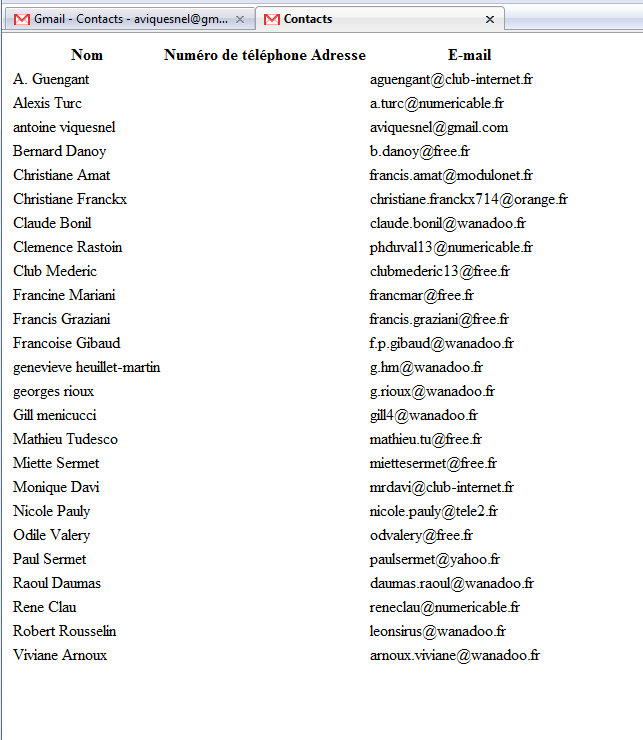 Gmail - Contacts - aviquesnel@gm... Contacts
Nom Numéro de téléphone Adresse E-mail
A. Guengant aguengant@club-internet.fr
Alexis Turc a.turc@numericable.fr
antoine viquesnel aviquesnel@gmail.com
Bernard Danoy b.danoy@free.fr
Christiane Amat francis.amat@modulonet.fr
Christiane Franckx christiane.franckx714@orange.fr
Claude Bonil claude.bonil@wanadoo.fr
Clemence Rastoin phduval13@numericable.fr
Club Mederic clubmederic13@free.fr
Francine Mariani francmar@free.fr
Francis Graziani francis.graziani@free.fr
Francoise Gibaud f.p.gibaud@wanadoo.fr
genevieve heuillet-martin g.hm@wanadoo.fr
georges rioux g.rioux@wanadoo.fr
Gill menicucci gill4@wanadoo.fr
Mathieu Tudesco mathieu.tu@free.fr
Miette Sermet miettesermet@free.fr
Monique Davi mrdavi@club-internet.fr
Nicole Pauly nicole.pauly@tele2.fr
Odile Valery odvalery@free.fr
Paul Sermet paulsermet@yahoo.fr
Raoul Daumas daumas.raoul@wanadoo.fr
Rene Clau reneclau@numericable.fr
Robert Rousselin leonsirus@wanadoo.fr
Viviane Arnoux arnoux.viviane@wanadoo.fr